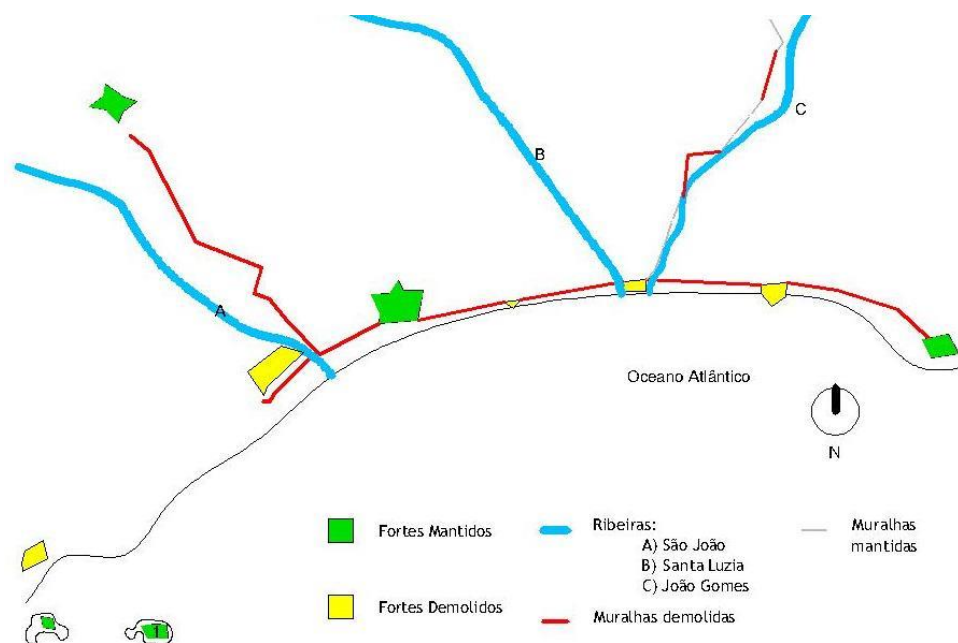 C
B
A
Oceano Atlântico
N
Fortes Mantidos
Fortes Demolidos
Ribeiras:
A) São João
B) Santa Luzia
C) João Gomes
Muralhas demolidas
Muralhas
mantidas